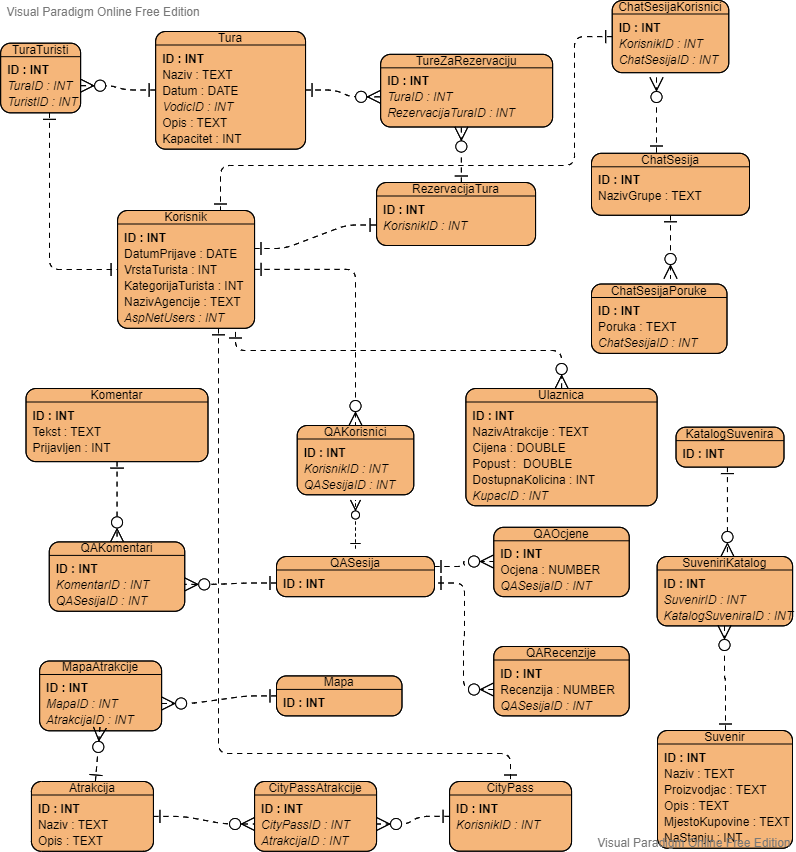 Visual Paradigm Online Free Edition
ChatSesijaKorisnici
ID : INT
KorisnikID : INT
ChatSesijaID : INT
TuraTuristi
ID : INT
TuraID : INT
TuristID : INT
Tura
ID : INT
Naziv : TEXT
Datum : DATE
VodicID : INT
Opis : TEXT
Kapacitet : INT
TureZaRezervaciju
ID : INT
TuraID : INT
RezervacijaTuraID : INT
ChatSesija
ID : INT
NazivGrupe : TEXT
RezervacijaTura
ID : INT
KorisnikID : INT
Korisnik
ID : INT
DatumPrijave : DATE
VrstaTurista : INT
KategorijaTurista : INT
NazivAgencije : TEXT
AspNetUsers : INT
ChatSesijaPoruke
ID : INT
Poruka : TEXT
ChatSesijaID : INT
Komentar
ID : INT
Tekst : TEXT
Prijavljen : INT
QAKorisnici
ID : INT
KorisnikID : INT
QASesijaID : INT
Ulaznica
ID : INT
NazivAtrakcije : TEXT
Cijena : DOUBLE
Popust :  DOUBLE
DostupnaKolicina : INT
KupacID : INT
KatalogSuvenira
ID : INT
QAKomentari
ID : INT
KomentarID : INT
QASesijaID : INT
QASesija
ID : INT
QAOcjene
ID : INT
Ocjena : NUMBER
QASesijaID : INT
SuveniriKatalog
ID : INT
SuvenirID : INT
KatalogSuveniraID : INT
QARecenzije
ID : INT
Recenzija : NUMBER
QASesijaID : INT
MapaAtrakcije
ID : INT
MapaID : INT
AtrakcijaID : INT
Mapa
ID : INT
Suvenir
ID : INT
Naziv : TEXT
Proizvodjac : TEXT
Opis : TEXT
MjestoKupovine : TEXT
NaStanju : INT
Atrakcija
ID : INT
Naziv : TEXT
Opis : TEXT
CityPassAtrakcije
ID : INT
CityPassID : INT
AtrakcijaID : INT
CityPass
ID : INT
KorisnikID : INT
Visual Paradigm Online Free Edition